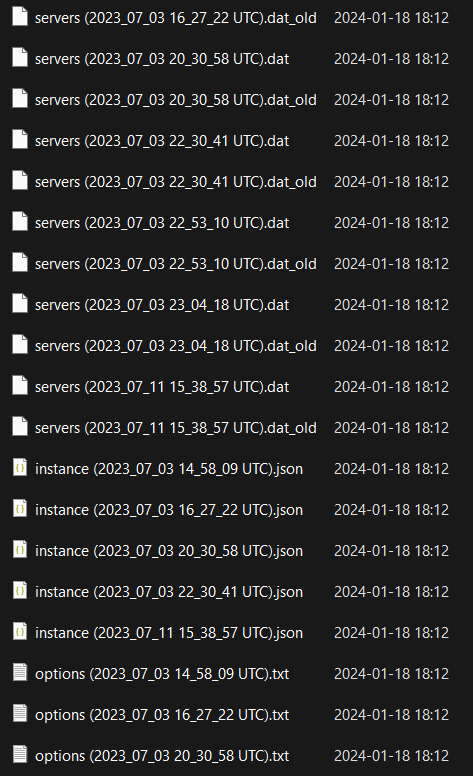 servers (2023_07_03 16_27_22 UTC).dat_old 2024-01-18 18:12
servers (2023_07_03 20_30_58 UTC).dat 2024-01-18 18:12
servers (2023_07_03 20_30_58 UTC).dat_old 2024-01-18 18:12
servers (2023_07_03 22_30_41 UTC).dat 2024-01-18 18:12
servers (2023_07_03 22_30_41 UTC).dat_old 2024-01-18 18:12
servers (2023_07_03 22_53_10 UTC).dat 2024-01-18 18:12
servers (2023_07_03 22_53_10 UTC).dat_old 2024-01-18 18:12
servers (2023_07_03 23_04_18 UTC).dat 2024-01-18 18:12
servers (2023_07_03 23_04_18 UTC).dat_old 2024-01-18 18:12
servers (2023_07_11 15_38_57 UTC).dat 2024-01-18 18:12
servers (2023_07_11 15_38_57 UTC).dat_old 2024-01-18 18:12
instance (2023_07_03 14_58_09 UTC).json 2024-01-18 18:12
instance (2023_07_03 16_27_22 UTC).json 2024-01-18 18:12
instance (2023_07_03 20_30_58 UTC).json 2024-01-18 18:12
instance (2023_07_03 22_30_41 UTC).json 2024-01-18 18:12
instance (2023_07_11 15_38_57 UTC).json 2024-01-18 18:12
options (2023_07_03 14_58_09 UTC).txt 2024-01-18 18:12
options (2023_07_03 16_27_22 UTC).txt 2024-01-18 18:12
options (2023_07_03 20_30_58 UTC).txt 2024-01-18 18:12